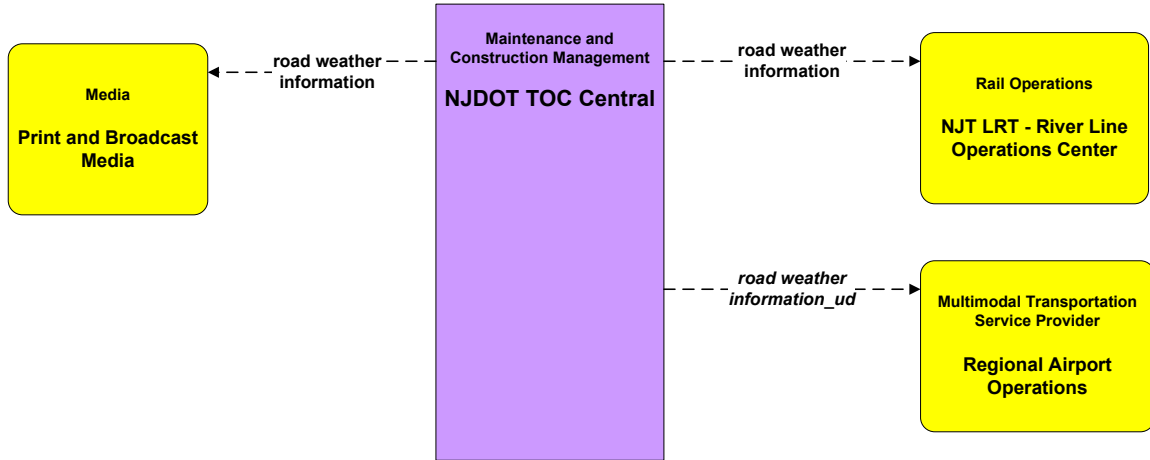 Media
Print and Broadcast
Media
road weather
information
Maintenance and
Construction Management
NJDOT TOC Central
road weather
information
Rail Operations
NJT LRT - River Line
Operations Center
road weather
information_ud
Multimodal Transportation
Service Provider
Regional Airport
Operations